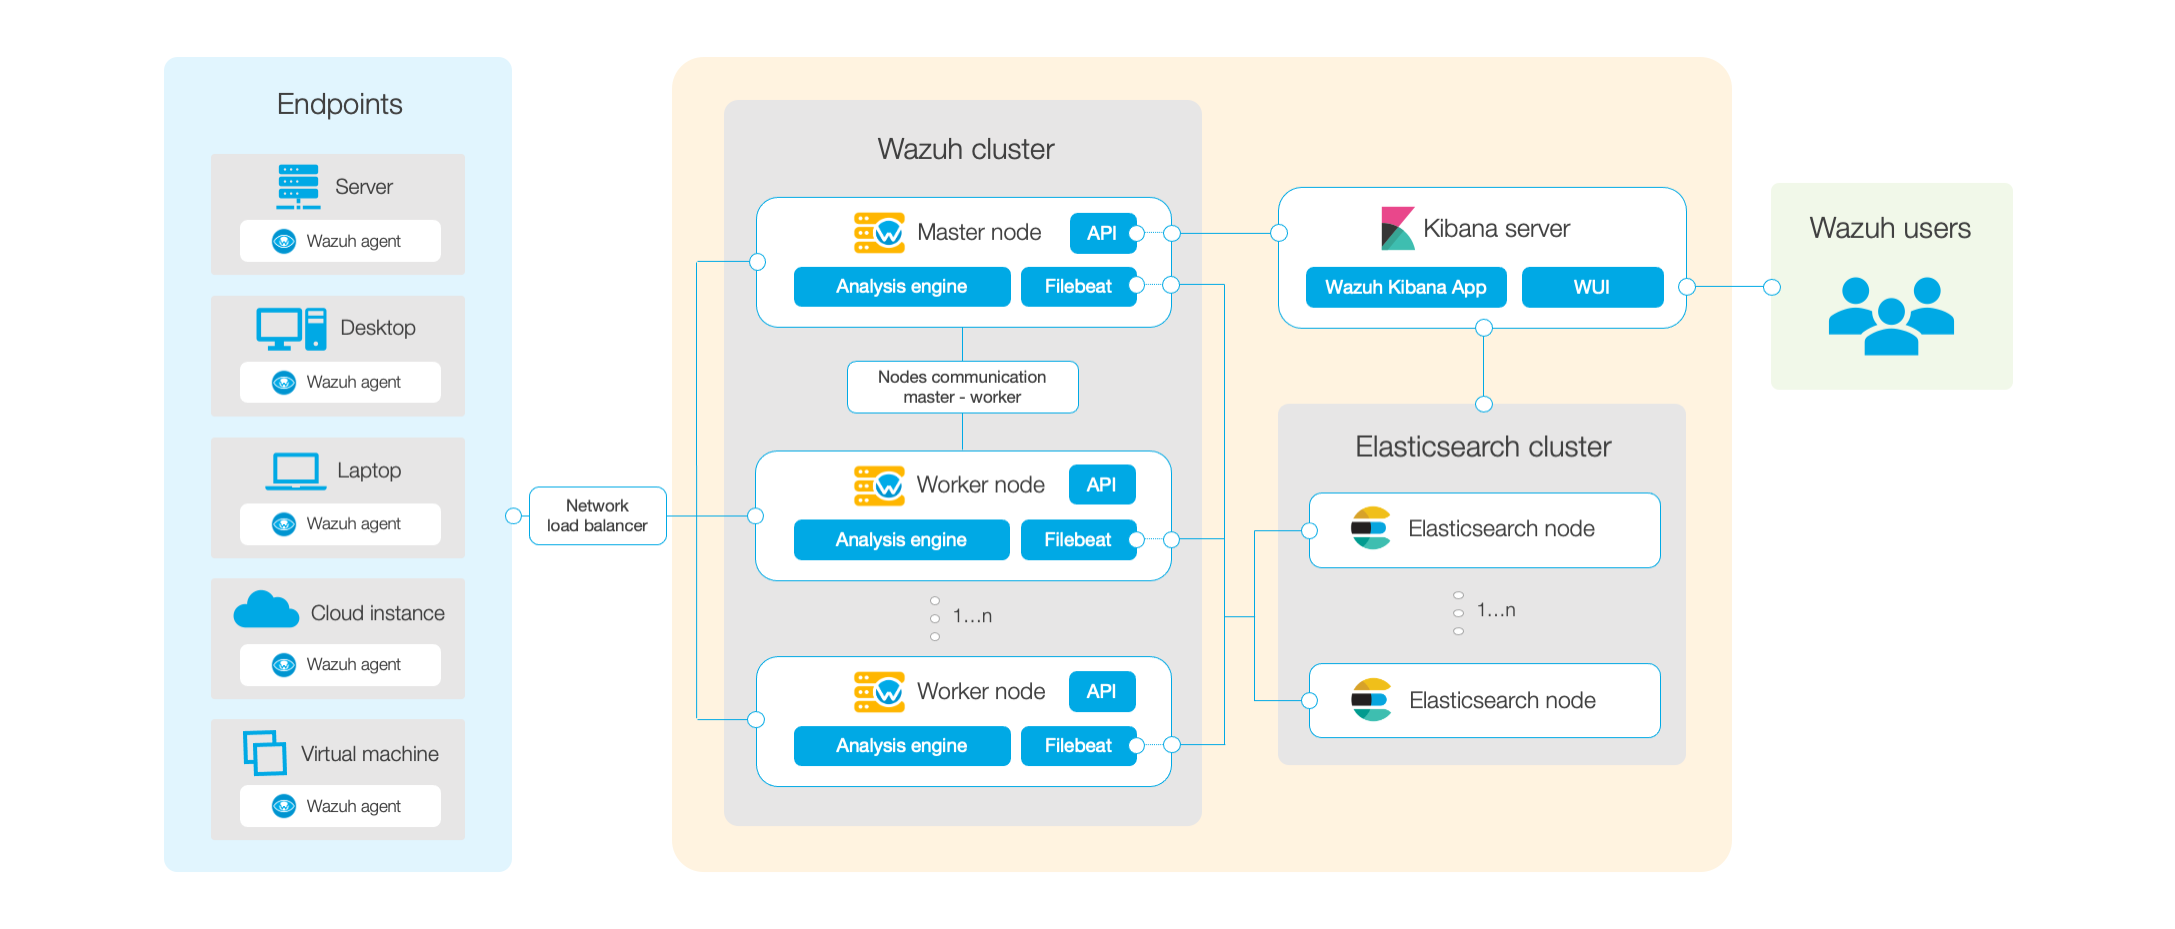 Endpoints
Server
Wazuh agent
Desktop
Wazuh agent
Laptop
Wazuh agent
Cloud instance
Wazuh agent
Virtual machine
Wazuh agent
Network
load balancer
Wazuh cluster
Master node
API
Analysis engine
Filebeat
Nodes communication
master - worker
Worker node
API
Analysis engine
Filebeat
1...n
Worker node
API
Analysis engine
Filebeat
Kibana server
Wazuh Kibana App
WUI
Elasticsearch cluster
Elasticsearch node
1...n
Elasticsearch node
Wazuh users